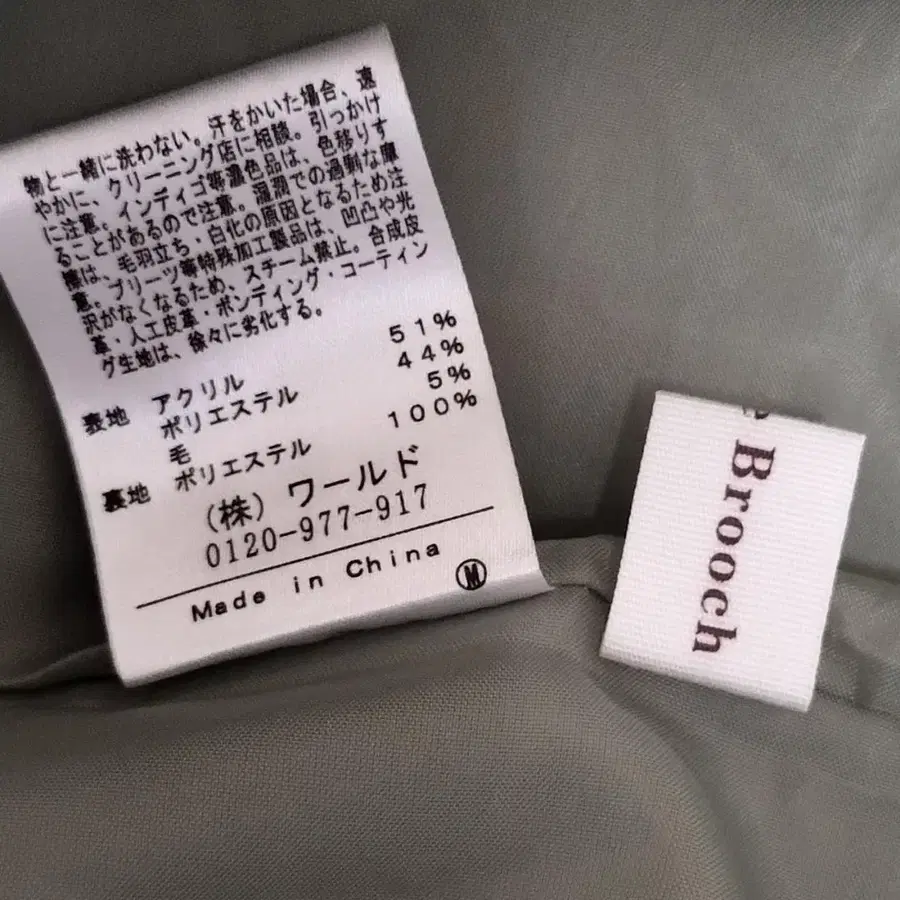 物と一緒に洗わない。汗をかいた場合、速
やかに、クリーニング店に相談。引っかけ
に注意。インディゴ等濃色品は、色移りす
ることがあるので注意。湿潤での過剰な摩
擦は、毛羽立ち・白化の原因となるため注
意。プリーツ等特殊加工製品は、凹凸や光
沢がなくなるため、スチーム禁止。合成皮
革・人工皮革・ボンディング・コーティン
グ生地は、徐々に劣化する。
表地 アクリル 51%
ポリエステル 44%
毛 5%
裏地 ポリエステル 100%
(株) ワールド
0120-977-917
Made in China
M
Brooch